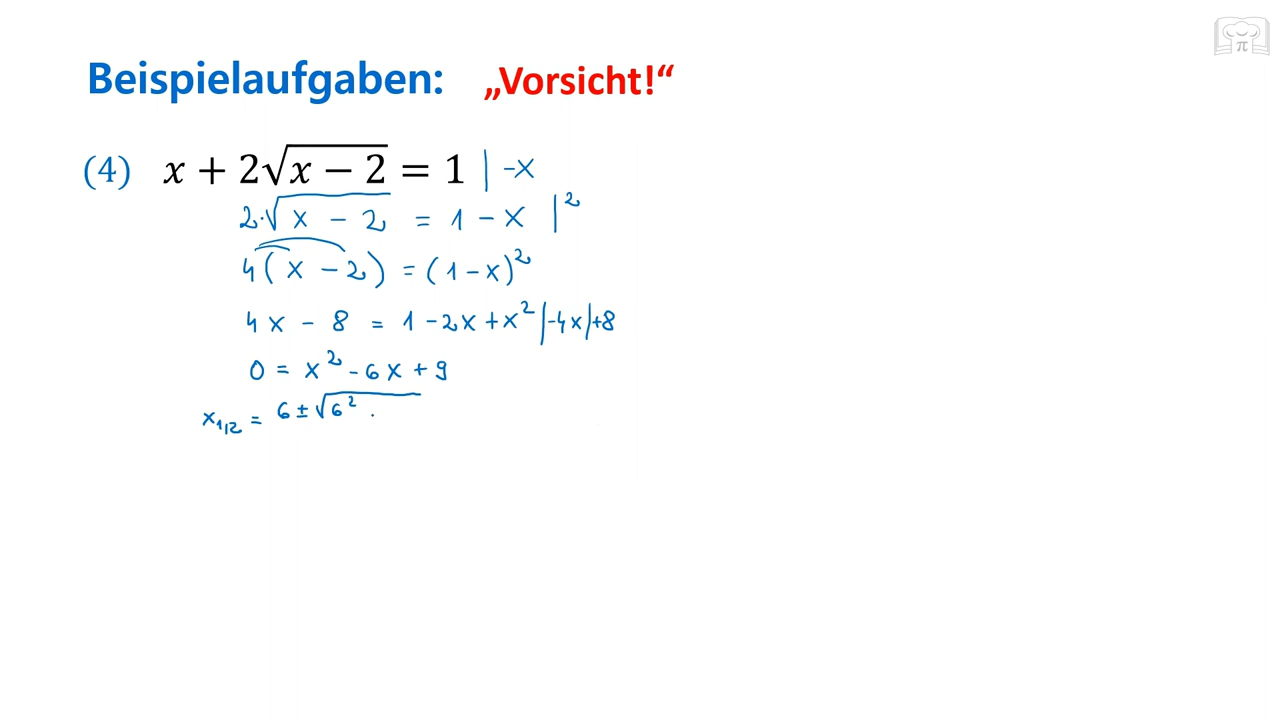 Beispielaufgaben: „Vorsicht!“
(4) x + 2√(x − 2) = 1 | -x
2·√(x − 2) = 1 − x |²
4(x − 2) = (1 − x)²
4x − 8 = 1 − 2x + x² |-4x|+8
0 = x² − 6x + 9
x₁,₂ = 6 ± √(6² ·
π